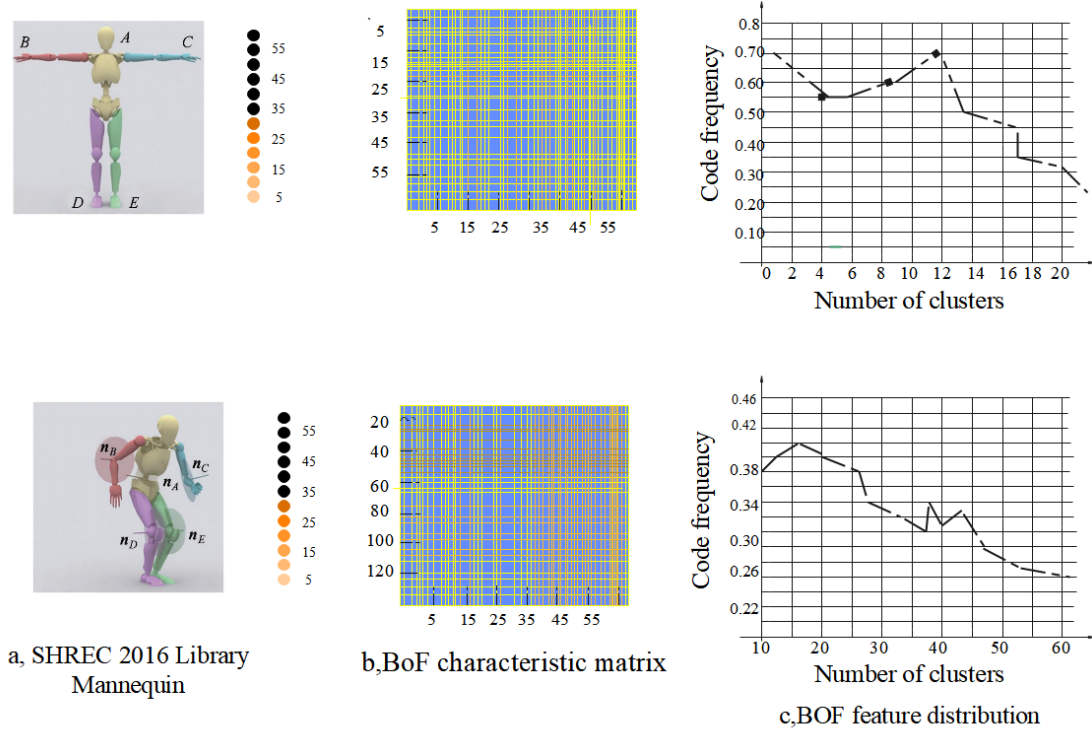 B
A
C
D
E
55
45
35
25
15
5
5
15
25
35
45
55
5
15
25
35
45
55
Code frequency
0.8
0.70
0.60
0.50
0.40
0.30
0.20
0.10
0 2 4 6 8 10 12 14 16 18 20
Number of clusters
nB
nC
nA
nD
nE
55
45
35
25
15
5
20
40
60
80
100
120
5
15
25
35
45
55
Code frequency
0.46
0.42
0.38
0.34
0.30
0.26
0.22
10 20 30 40 50 60
Number of clusters
a, SHREC 2016 Library
Mannequin
b,BoF characteristic matrix
c,BOF feature distribution